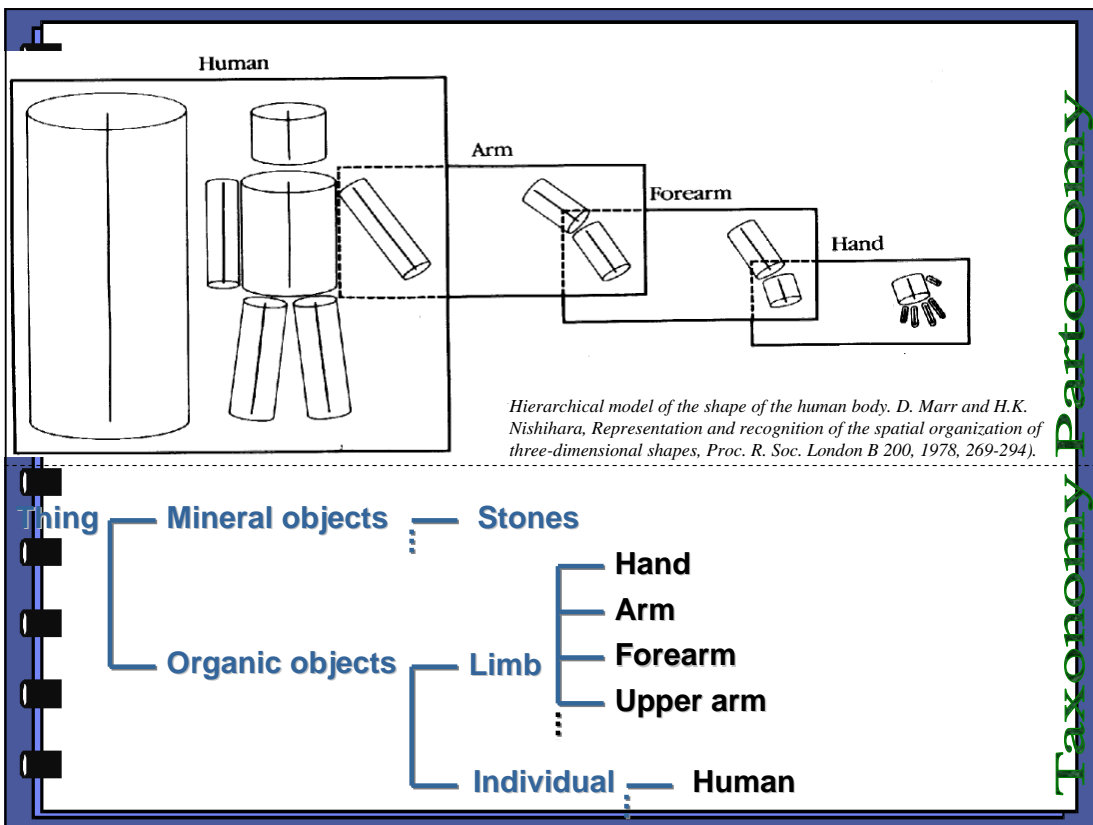 Human
Arm
Forearm
Hand
Partonomy
Hierarchical model of the shape of the human body. D. Marr and H.K.
Nishihara, Representation and recognition of the spatial organization of
three-dimensional shapes, Proc. R. Soc. London B 200, 1978, 269-294).
Thing Mineral objects Stones
Hand
Arm
Organic objects Limb Forearm
Upper arm
Individual Human
Taxonomy